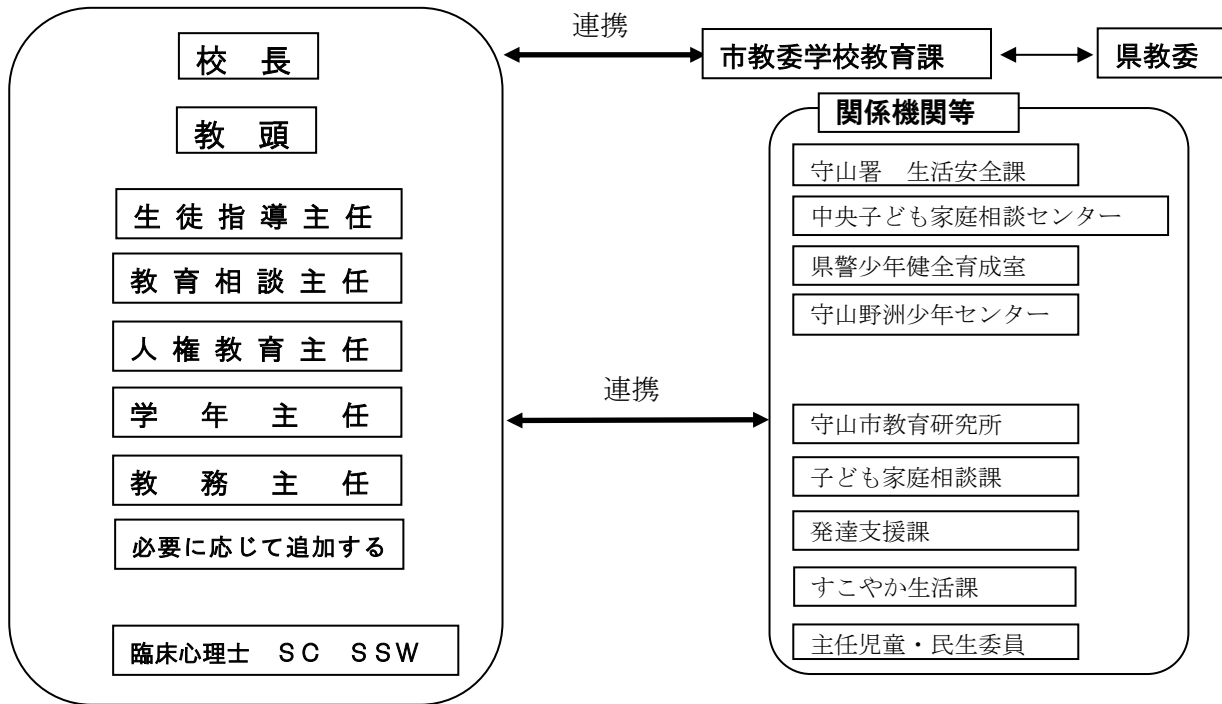 校　長
教　頭
生 徒 指 導 主 任
教 育 相 談 主 任
人 権 教 育 主 任
学　年　主　任
教　務　主　任
必要に応じて追加する
臨床心理士　ＳＣ　ＳＳＷ
連携
市教委学校教育課
県教委
連携
関係機関等
守山署　生活安全課
中央子ども家庭相談センター
県警少年健全育成室
守山野洲少年センター
守山市教育研究所
子ども家庭相談課
発達支援課
すこやか生活課
主任児童・民生委員